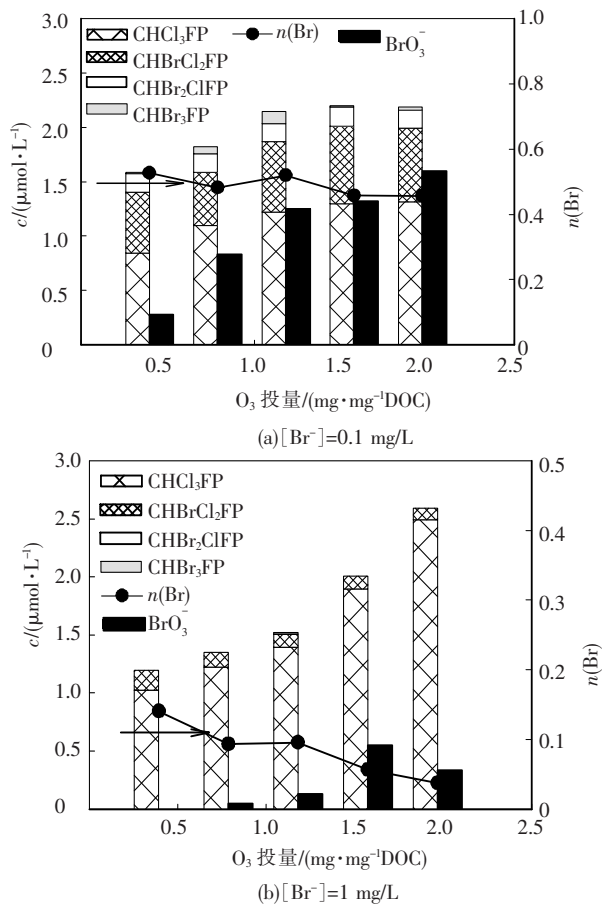 3.0
2.5
2.0
1.5
1.0
0.5
0
c/(μmol·L⁻¹)
CHCl₃FP
n(Br)
BrO₃⁻
CHBrCl₂FP
CHBr₂ClFP
CHBr₃FP
1.0
0.8
0.6
0.4
0.2
0
n(Br)
0.5 1.0 1.5 2.0 2.5
O₃ 投量/(mg·mg⁻¹DOC)
(a)[Br⁻]=0.1 mg/L
3.0
2.5
2.0
1.5
1.0
0.5
0
c/(μmol·L⁻¹)
CHCl₃FP
CHBrCl₂FP
CHBr₂ClFP
CHBr₃FP
n(Br)
BrO₃⁻
0.5
0.4
0.3
0.2
0.1
0
n(Br)
0.5 1.0 1.5 2.0 2.5
O₃ 投量/(mg·mg⁻¹DOC)
(b)[Br⁻]=1 mg/L